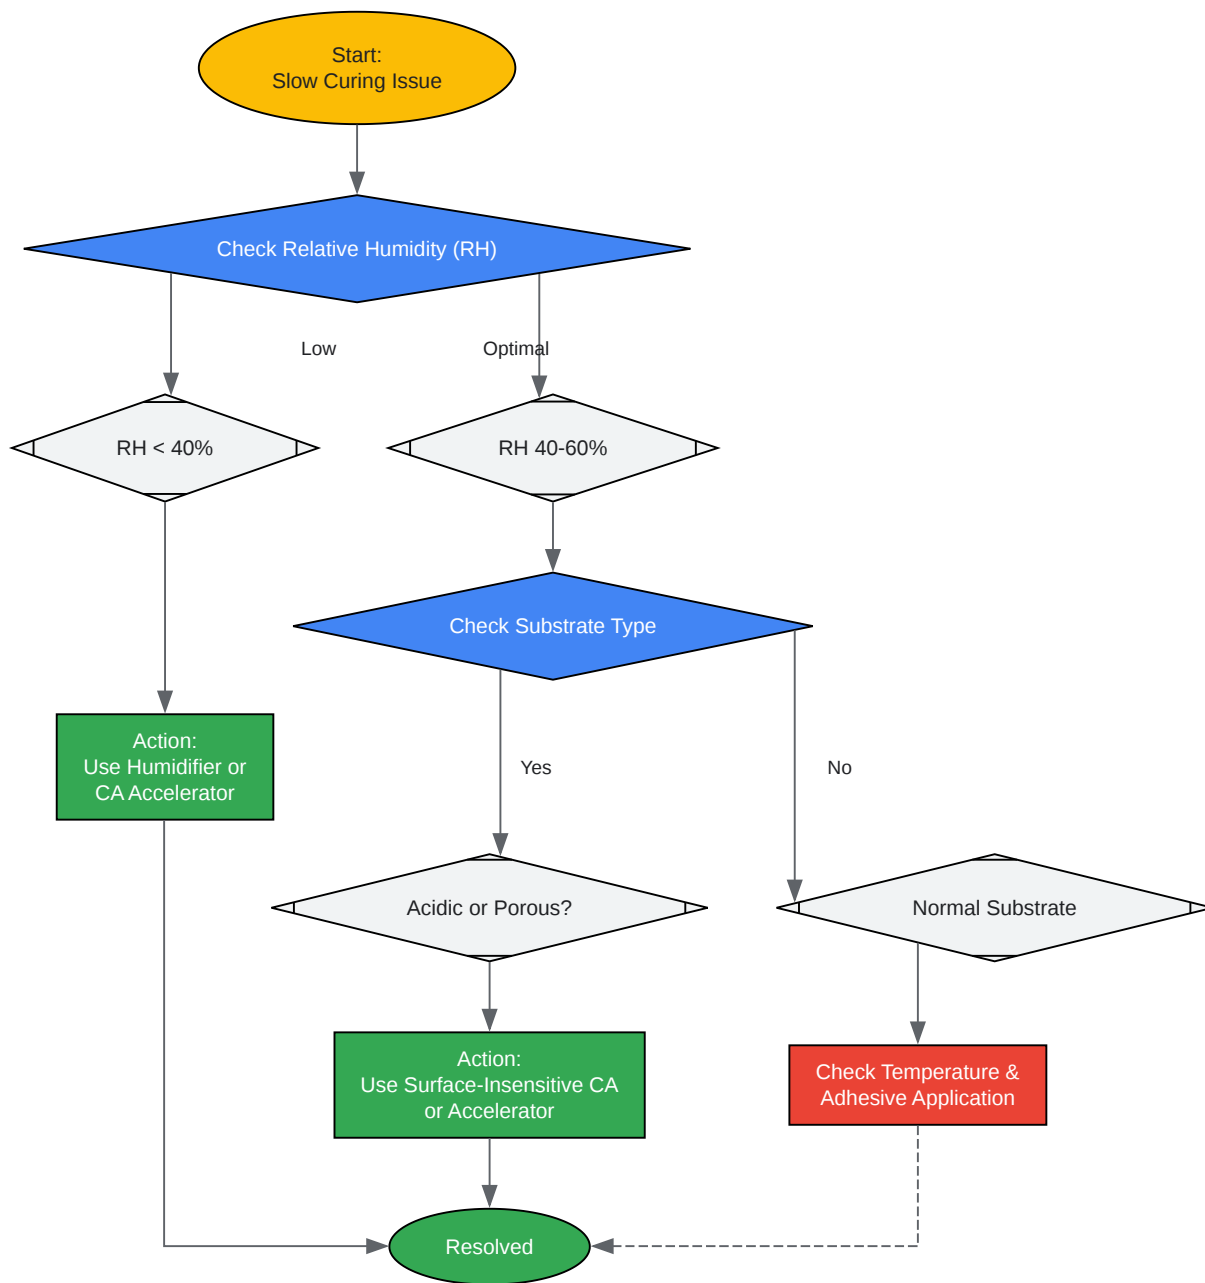 Start:
Slow Curing Issue
Check Relative Humidity (RH)
Low
Optimal
RH < 40%
RH 40-60%
Check Substrate Type
Action:
Use Humidifier or
CA Accelerator
Yes
No
Acidic or Porous?
Normal Substrate
Action:
Use Surface-Insensitive CA
or Accelerator
Check Temperature &
Adhesive Application
Resolved